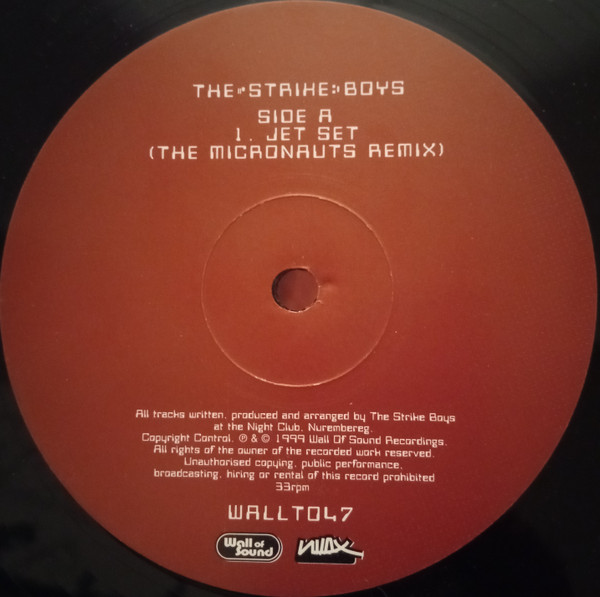 THE STRIKE BOYS
SIDE A
1. JET SET
(THE MICRONAUTS REMIX)
All tracks written, produced and arranged by The Strike Boys
at the Night Club, Nurembereg.
Copyright Control. ℗ & © 1999 Wall Of Sound Recordings.
All rights of the owner of the recorded work reserved.
Unauthorised copying, public performance,
broadcasting, hiring or rental of this record prohibited
33rpm
WALLT047
Wall of
Sound